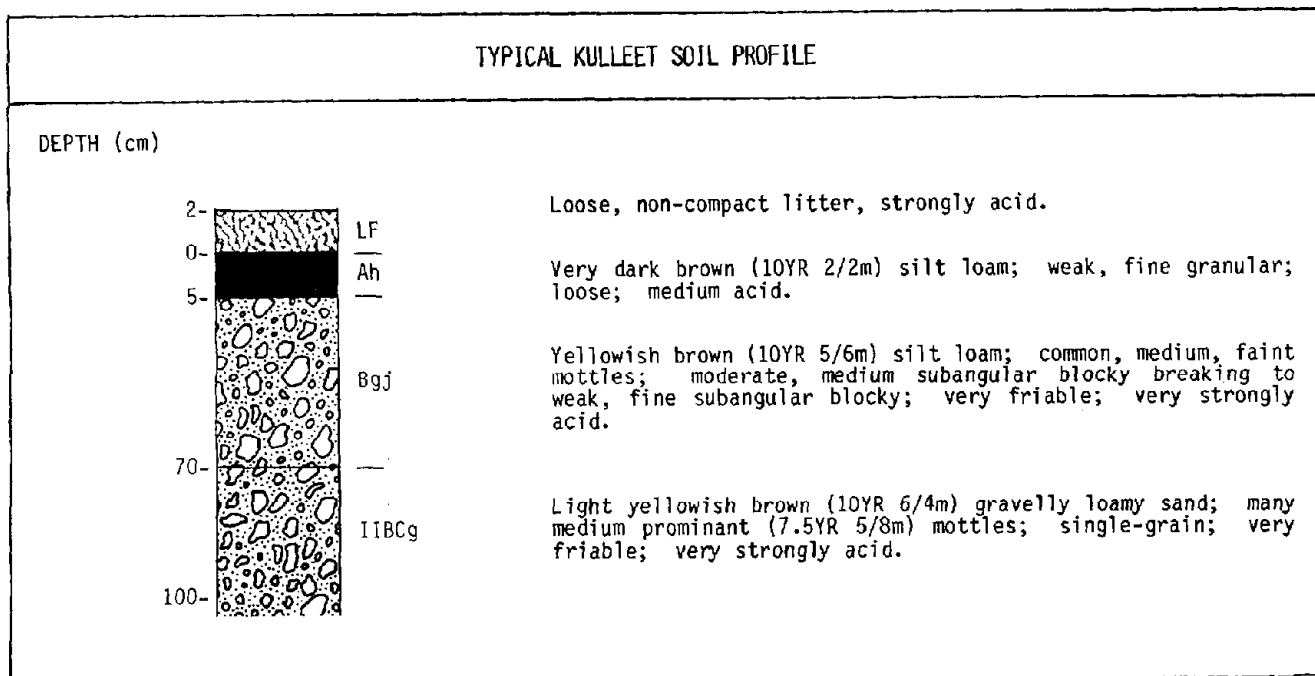 TYPICAL KULLEET SOIL PROFILE
DEPTH (cm)
2-
LF
Loose, non-compact litter, strongly acid.
0-
Ah
Very dark brown (10YR 2/2m) silt loam; weak, fine granular;
loose; medium acid.
5-
Bgj
Yellowish brown (10YR 5/6m) silt loam; common, medium, faint
mottles; moderate, medium subangular blocky breaking to
weak, fine subangular blocky; very friable; very strongly
acid.
70-
IIBCg
Light yellowish brown (10YR 6/4m) gravelly loamy sand; many
medium prominant (7.5YR 5/8m) mottles; single-grain; very
friable; very strongly acid.
100-